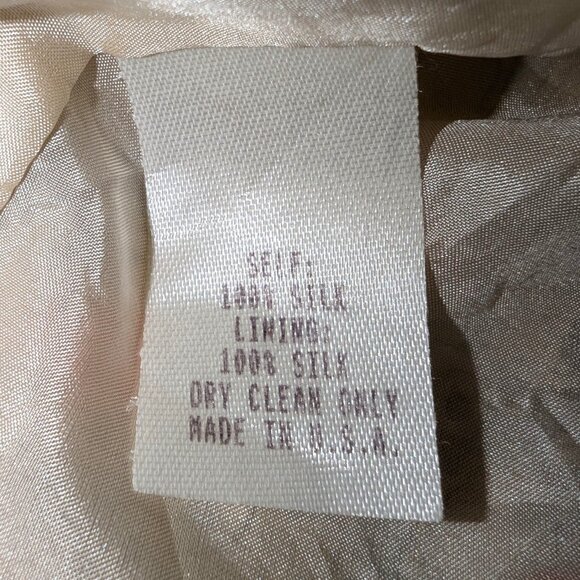 SELF:
100% SILK
LINING:
100% SILK
DRY CLEAN ONLY
MADE IN U.S.A.